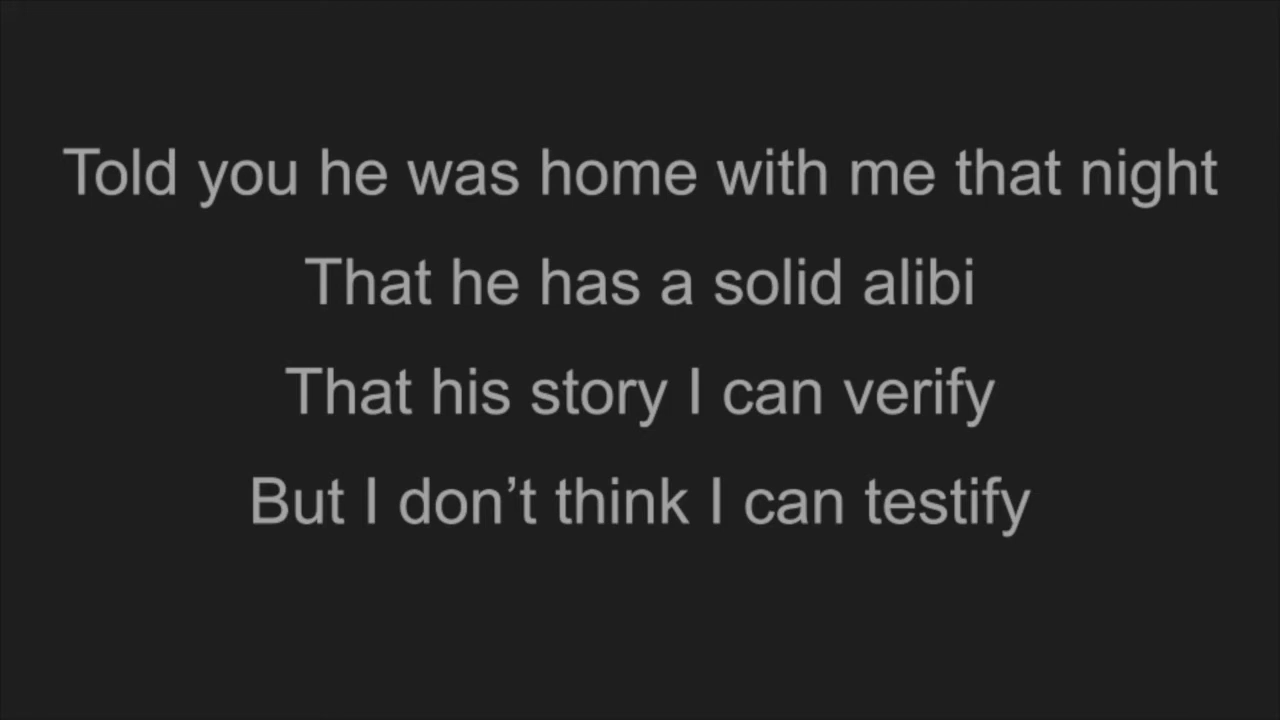 Told you he was home with me that night
That he has a solid alibi
That his story I can verify
But I don’t think I can testify